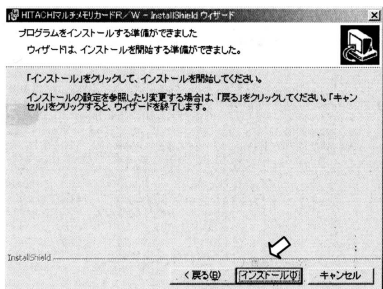 HITACHIマルチメモリカードR/W - InstallShield ウィザード
プログラムをインストールする準備ができました
ウィザードは、インストールを開始する準備ができました。
「インストール」をクリックして、インストールを開始してください。
インストールの設定を参照したり変更する場合は、「戻る」をクリックしてください。「キャン
セル」をクリックすると、ウィザードを終了します。
InstallShield
< 戻る(B)
インストール(I)
キャンセル